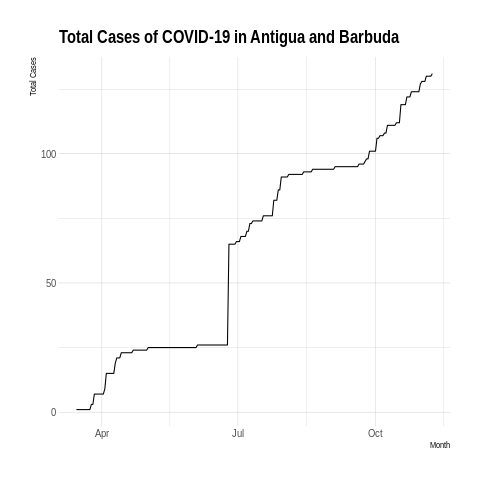 Total Cases of COVID-19 in Antigua and Barbuda
Total Cases
100
50
0
Apr
Jul
Oct
Month